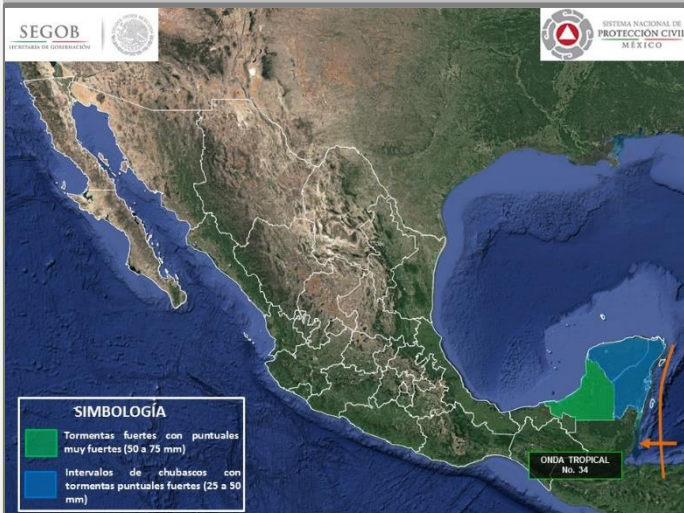 SEGOB
SECRETARÍA DE GOBERNACIÓN
SISTEMA NACIONAL DE
PROTECCIÓN CIVIL
MÉXICO
SIMBOLOGÍA
Tormentas fuertes con puntuales
muy fuertes (50 a 75 mm)
Intervalos de chubascos con
tormentas puntuales fuertes (25 a 50
mm)
ONDA TROPICAL
No. 34